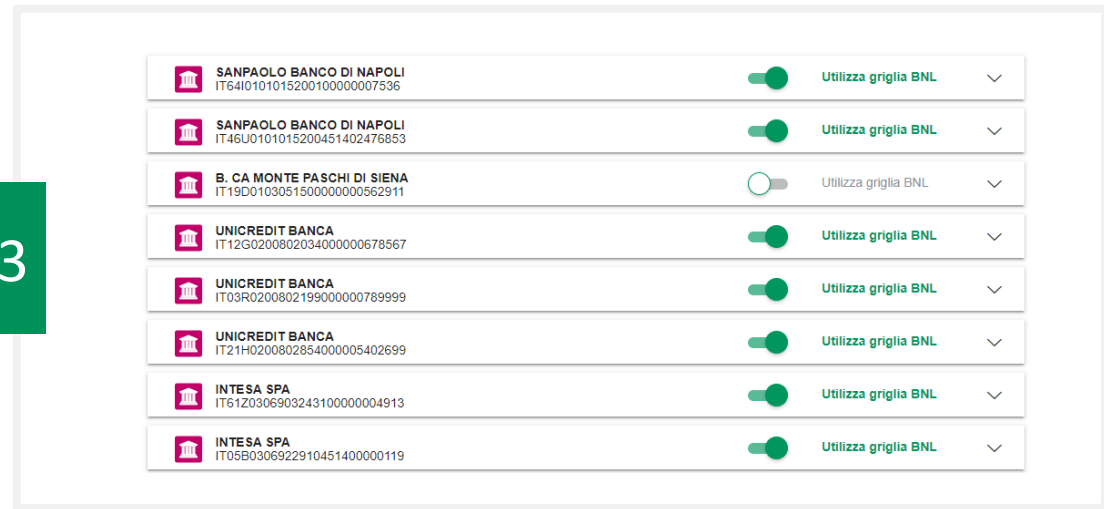 SANPAOLO BANCO DI NAPOLI
IT64I0101015200100000007536
Utilizza griglia BNL
SANPAOLO BANCO DI NAPOLI
IT46U0101015200451402476853
Utilizza griglia BNL
B. CA MONTE PASCHI DI SIENA
IT19D0103051500000000562911
Utilizza griglia BNL
3
UNICREDIT BANCA
IT12G0200802034000000678567
Utilizza griglia BNL
UNICREDIT BANCA
IT03R0200802199000000789999
Utilizza griglia BNL
UNICREDIT BANCA
IT21H0200802854000005402699
Utilizza griglia BNL
INTESA SPA
IT61Z0306903243100000004913
Utilizza griglia BNL
INTESA SPA
IT05B0306922910451400000119
Utilizza griglia BNL